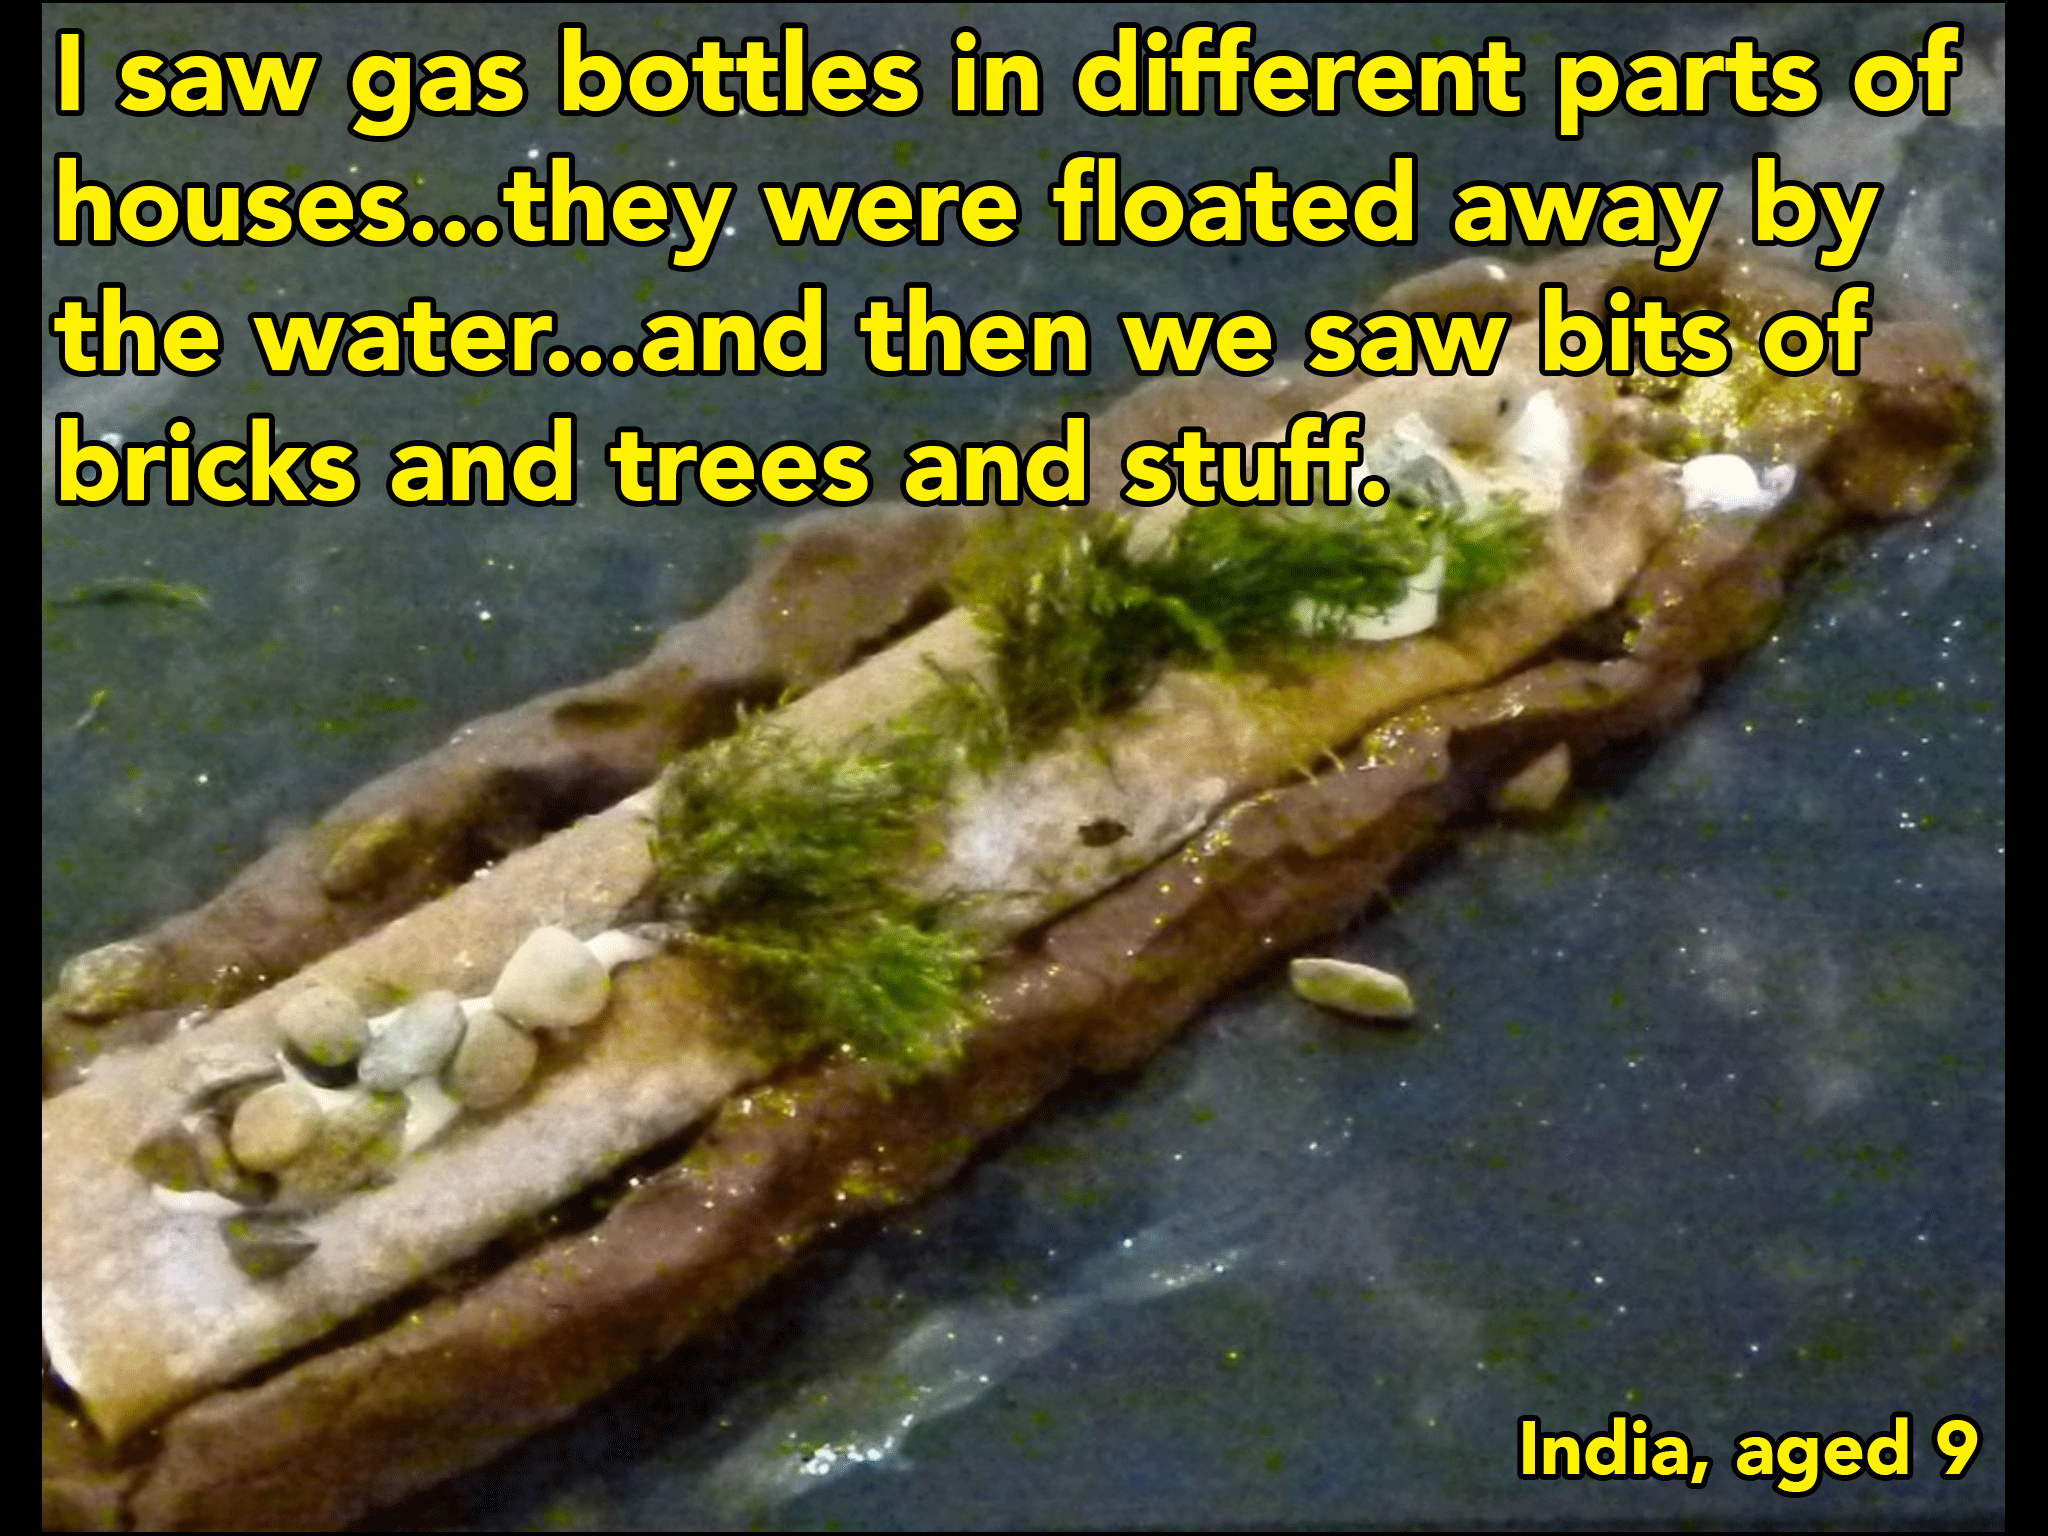 I saw gas bottles in different parts of
houses...they were floated away by
the water...and then we saw bits of
bricks and trees and stuff.
India, aged 9